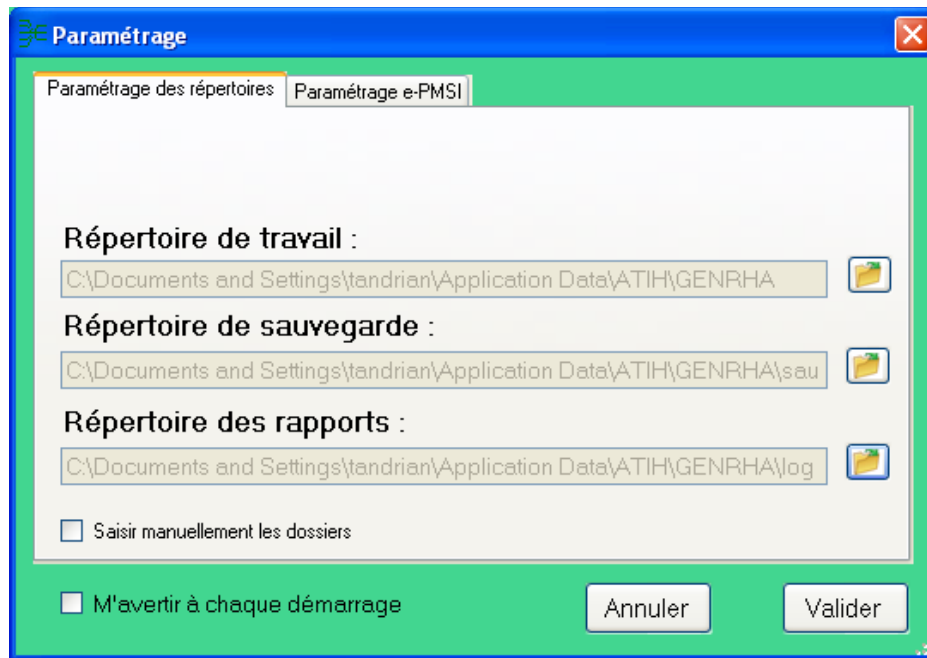 Paramétrage
Paramétrage des répertoires
Paramétrage e-PMSI
Répertoire de travail :
C:\Documents and Settings\tandrian\Application Data\ATIH\GENRHA
Répertoire de sauvegarde :
C:\Documents and Settings\tandrian\Application Data\ATIH\GENRHA\sau
Répertoire des rapports :
C:\Documents and Settings\tandrian\Application Data\ATIH\GENRHA\log
Saisir manuellement les dossiers
M'avertir à chaque démarrage
Annuler
Valider